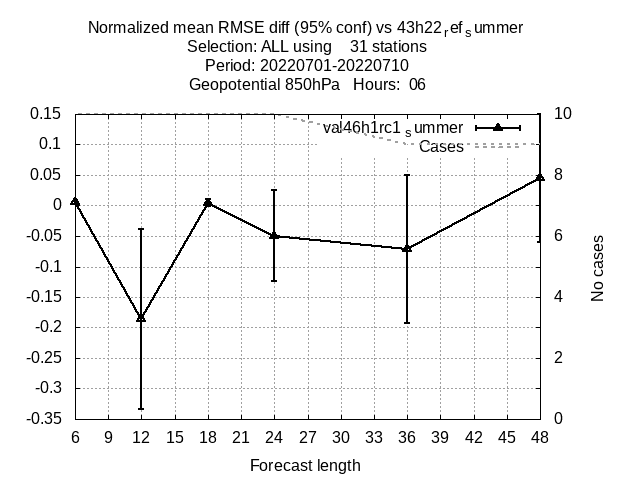 Normalized mean RMSE diff (95% conf) vs 43h22refsummer
Selection: ALL using 31 stations
Period: 20220701-20220710
Geopotential 850hPa Hours: 06
val46h1rc1summer
Cases
0.15
0.1
0.05
0
-0.05
-0.1
-0.15
-0.2
-0.25
-0.3
-0.35
10
8
6
4
2
0
No cases
6 9 12 15 18 21 24 27 30 33 36 39 42 45 48
Forecast length